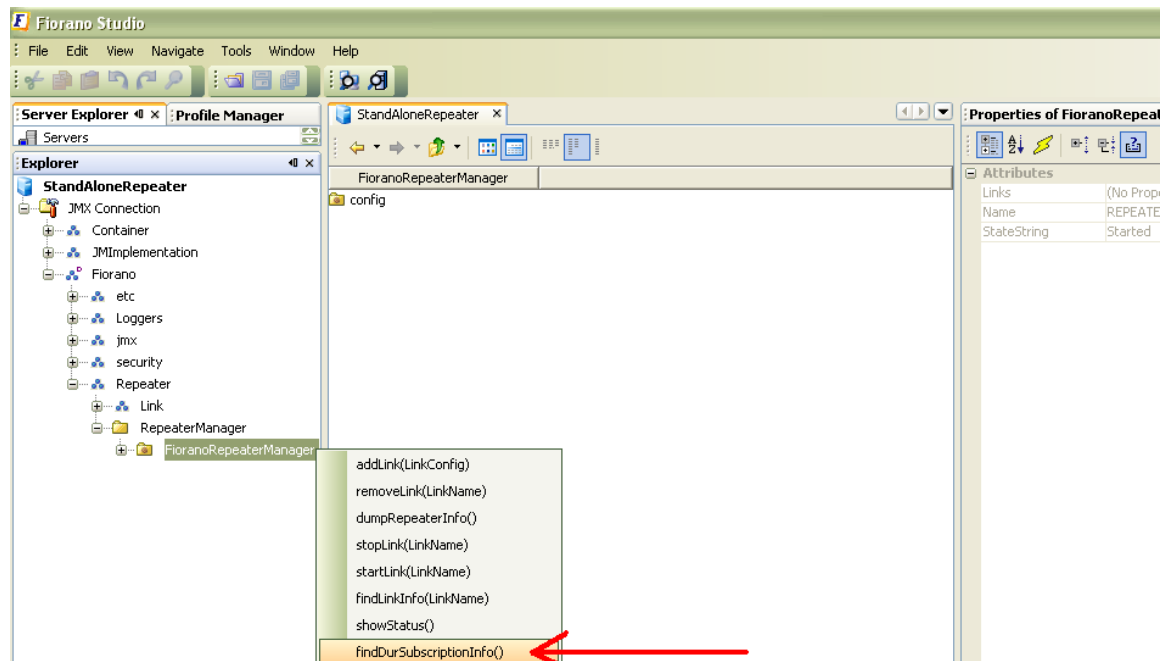 Fiorano Studio
File Edit View Navigate Tools Window Help
Server Explorer Profile Manager
Servers
Explorer
StandAloneRepeater
JMX Connection
Container
JMImplementation
Fiorano
etc
Loggers
jmx
security
Repeater
Link
RepeaterManager
FioranoRepeaterManager
StandAloneRepeater
FioranoRepeaterManager
config
addLink(LinkConfig)
removeLink(LinkName)
dumpRepeaterInfo()
stopLink(LinkName)
startLink(LinkName)
findLinkInfo(LinkName)
showStatus()
findDurSubscriptionInfo()
Properties of FioranoRepeat
Attributes
Links (No Prope
Name REPEATE
StateString Started